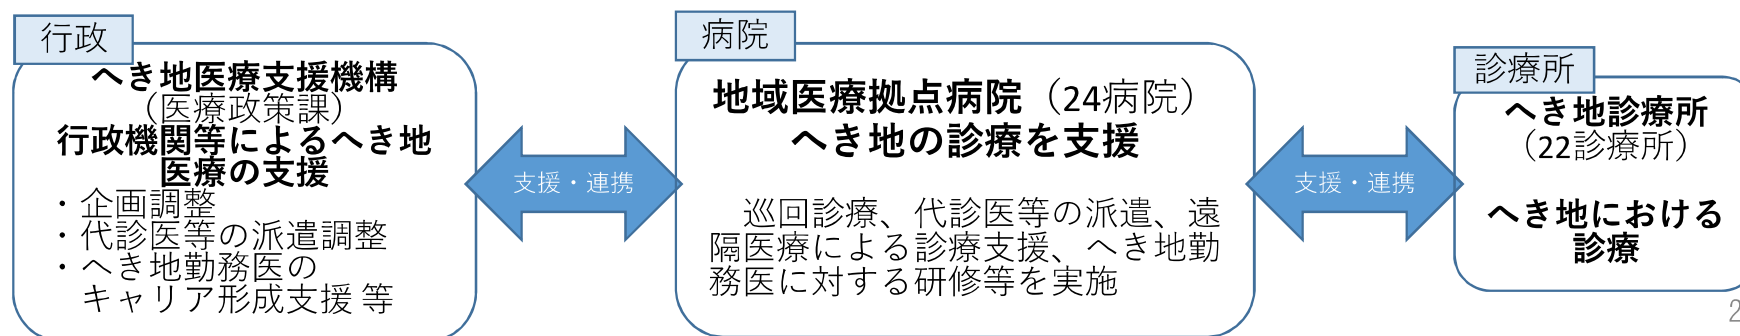 行政
へき地医療支援機構
（医療政策課）
行政機関等によるへき地
医療の支援
・企画調整
・代診医等の派遣調整
・へき地勤務医の
キャリア形成支援 等
支援・連携
病院
地域医療拠点病院（24病院）
へき地の診療を支援
巡回診療、代診医等の派遣、遠
隔医療による診療支援、へき地勤
務医に対する研修等を実施
支援・連携
診療所
へき地診療所
（22診療所）
へき地における
診療
2